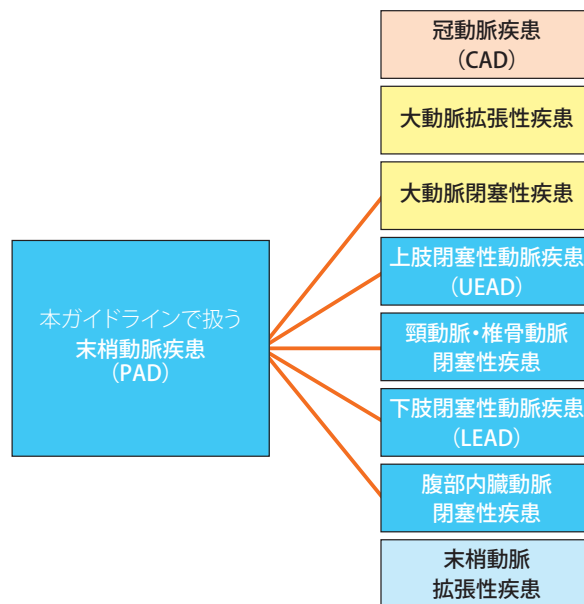 冠動脈疾患
（CAD）
大動脈拡張性疾患
大動脈閉塞性疾患
本ガイドラインで扱う
末梢動脈疾患
（PAD）
上肢閉塞性動脈疾患
（UEAD）
頸動脈・椎骨動脈
閉塞性疾患
下肢閉塞性動脈疾患
（LEAD）
腹部内臓動脈
閉塞性疾患
末梢動脈
拡張性疾患